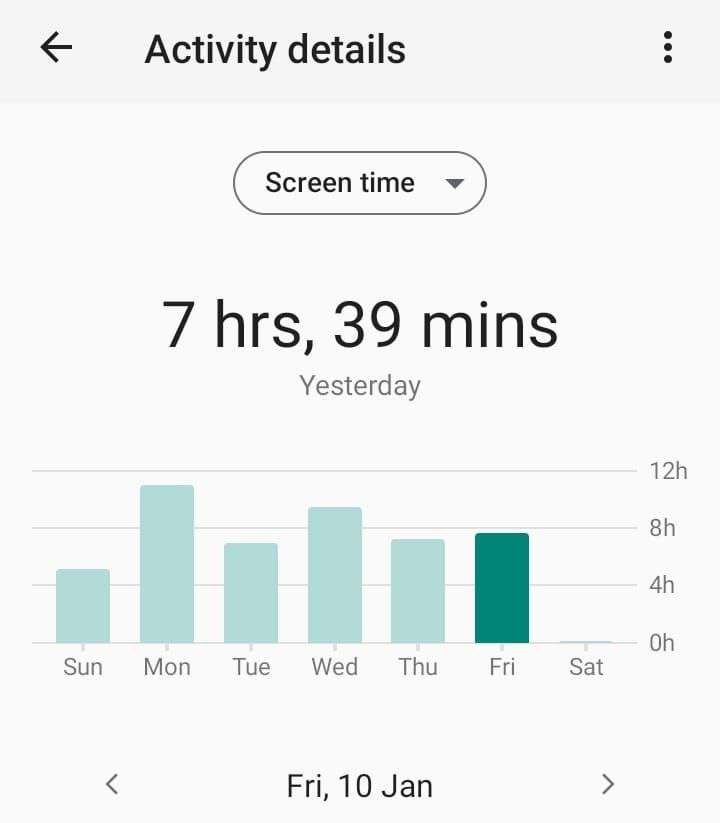 Activity details
Screen time
7 hrs, 39 mins
Yesterday
12h
8h
4h
0h
Sun Mon Tue Wed Thu Fri Sat
Fri, 10 Jan